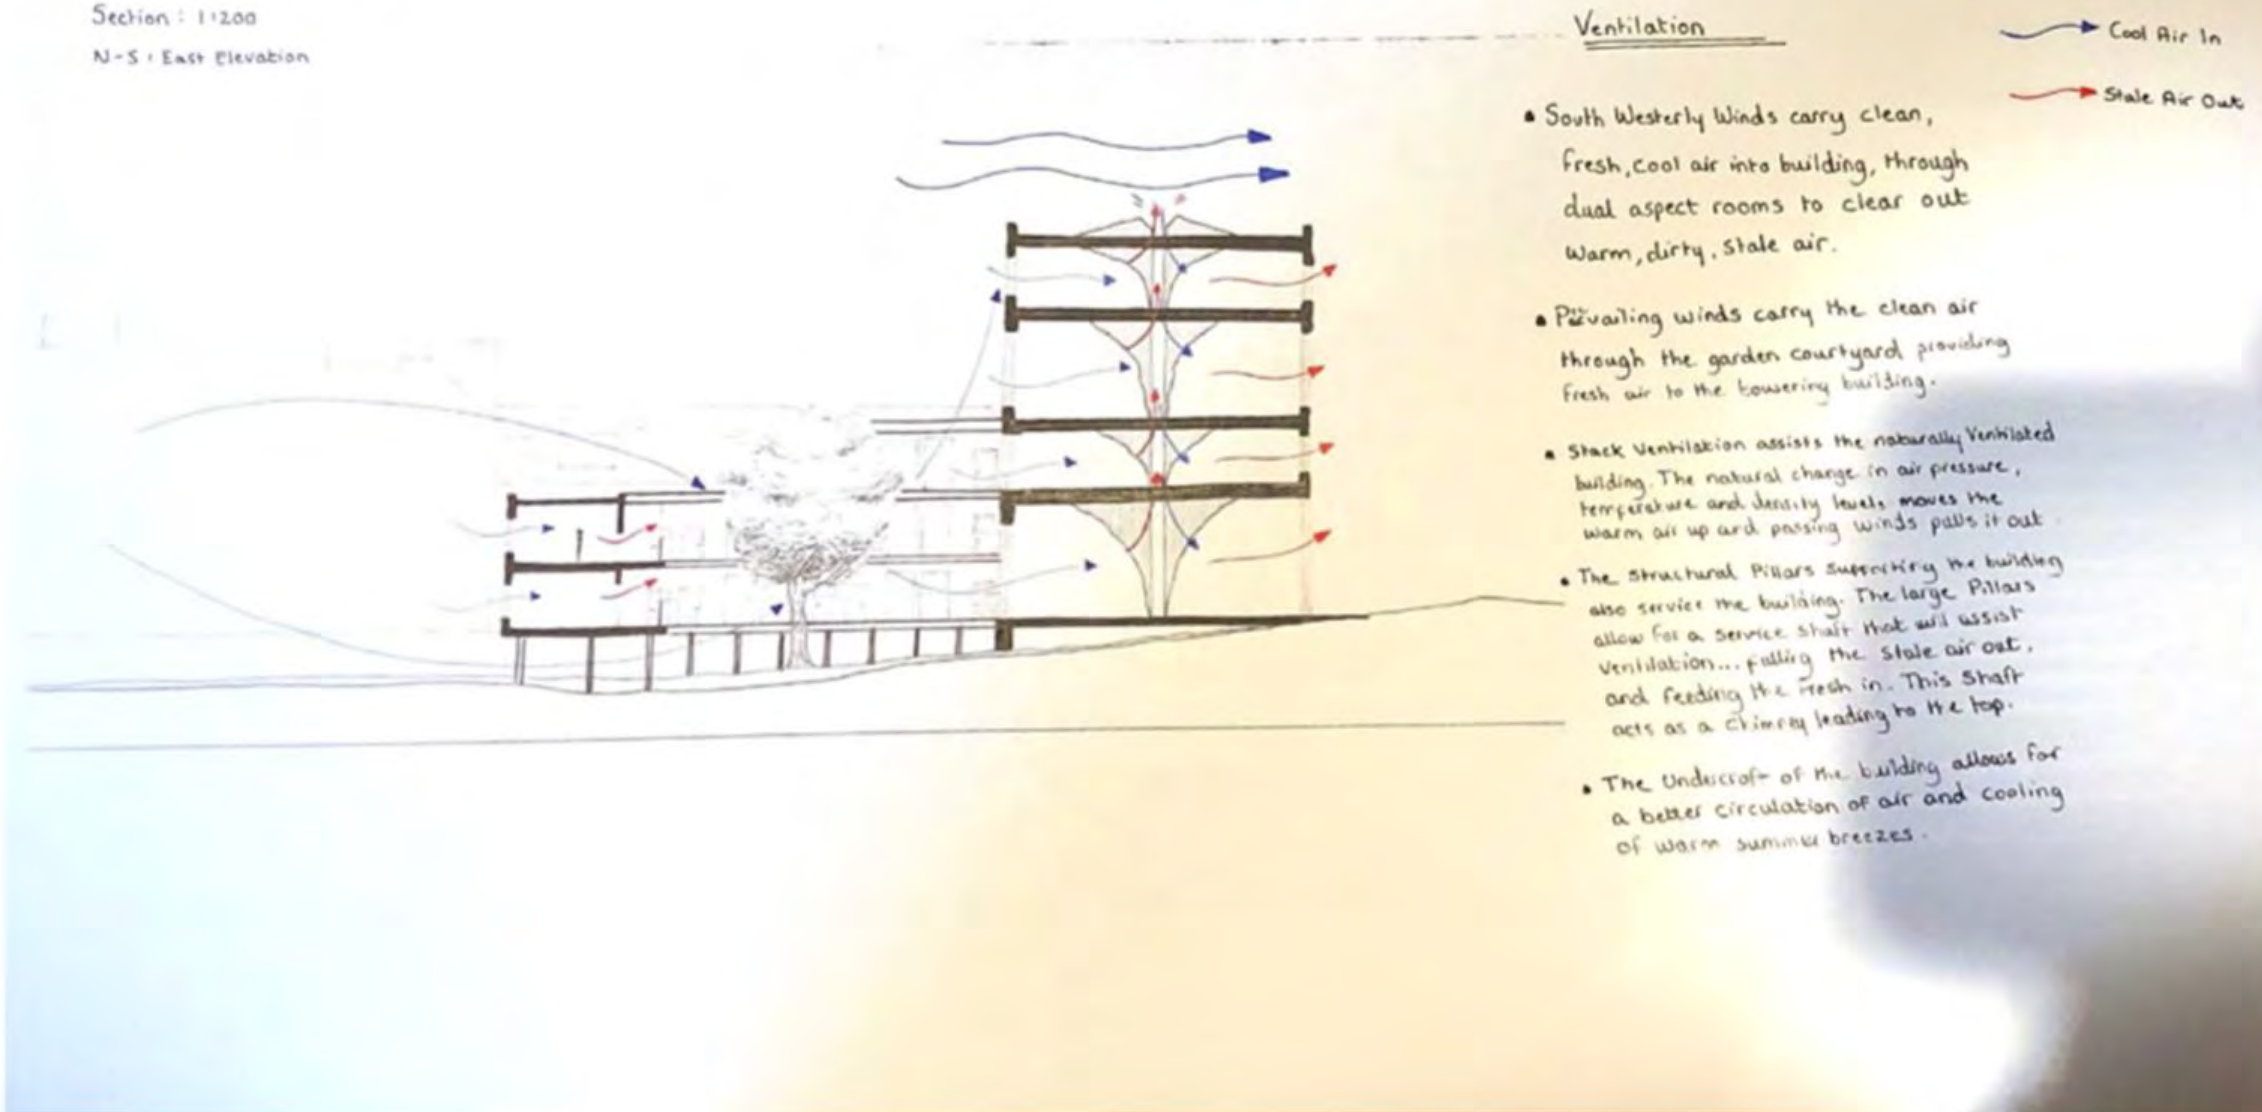 Section : 1:200
N-S : East Elevation
Ventilation
Cool Air In
Stale Air Out
• South Westerly Winds carry clean,
fresh, cool air into building, through
dual aspect rooms to clear out
warm, dirty, stale air.
• Prevailing winds carry the clean air
through the garden courtyard providing
fresh air to the towering building.
• Stack Ventilation assists the naturally Ventilated
building. The natural change in air pressure,
temperature and density levels moves the
warm air up and passing winds pulls it out
• The Structural Pillars Supporting the building
also service the building. The large Pillars
allow for a service shaft that will assist
ventilation... pulling the stale air out,
and feeding the fresh in. This Shaft
acts as a Chimney leading to the top.
• The Undercroft of the building allows for
a better circulation of air and cooling
of warm summer breezes.